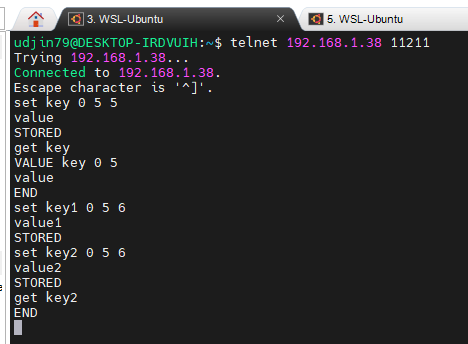 3. WSL-Ubuntu
5. WSL-Ubuntu
udjin79@DESKTOP-IRDVUIH:~$ telnet 192.168.1.38 11211
Trying 192.168.1.38...
Connected to 192.168.1.38.
Escape character is '^]'.
set key 0 5 5
value
STORED
get key
VALUE key 0 5
value
END
set key1 0 5 6
value1
STORED
set key2 0 5 6
value2
STORED
get key2
END